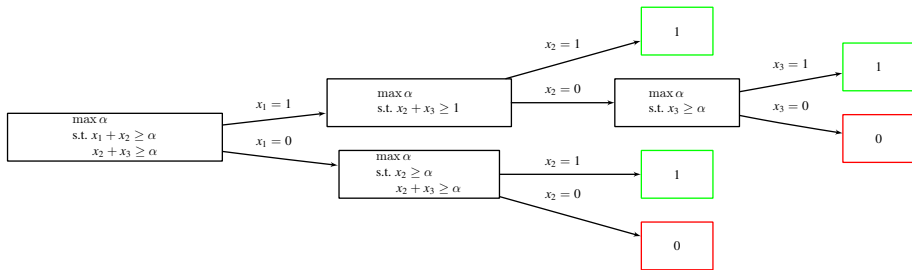 max α
s.t. x₁ + x₂ ≥ α
x₂ + x₃ ≥ α
x₁ = 1
x₁ = 0
max α
s.t. x₂ + x₃ ≥ 1
max α
s.t. x₂ ≥ α
x₂ + x₃ ≥ α
x₂ = 1
x₂ = 0
x₂ = 1
x₂ = 0
1
max α
s.t. x₃ ≥ α
1
0
x₃ = 1
x₃ = 0
1
0